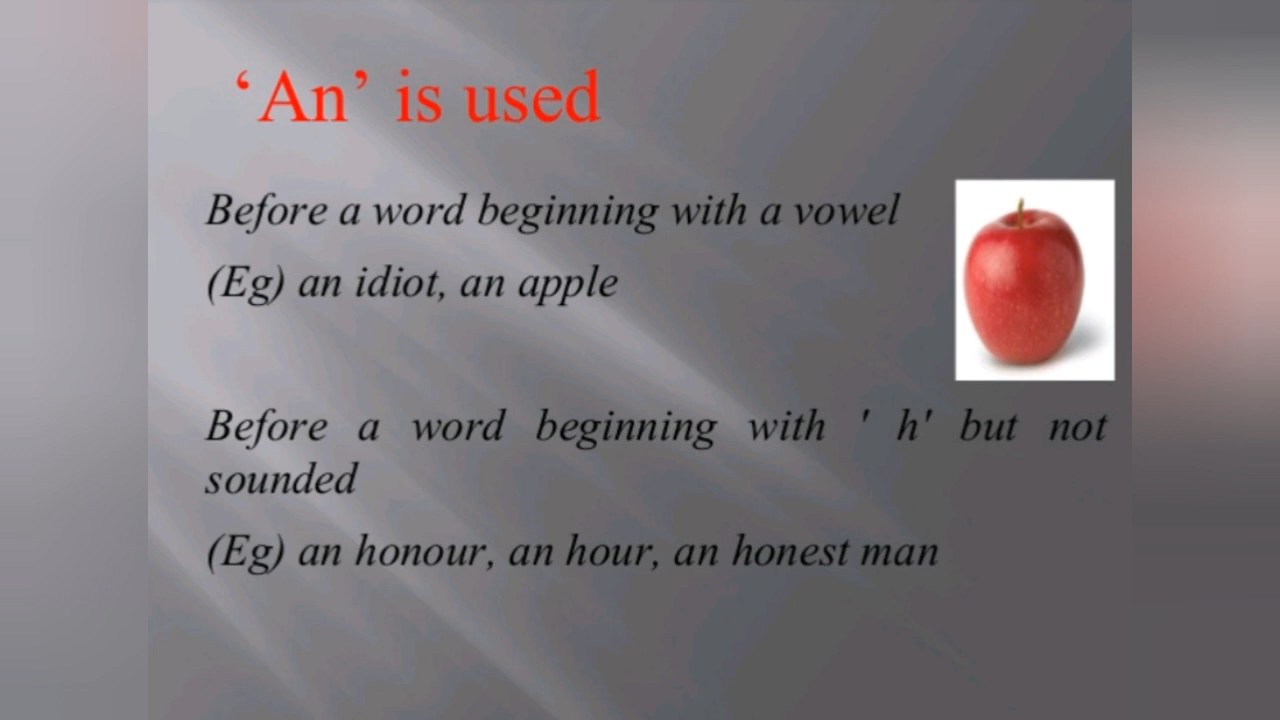 ‘An’ is used
Before a word beginning with a vowel
(Eg) an idiot, an apple
Before a word beginning with ' h' but not
sounded
(Eg) an honour, an hour, an honest man